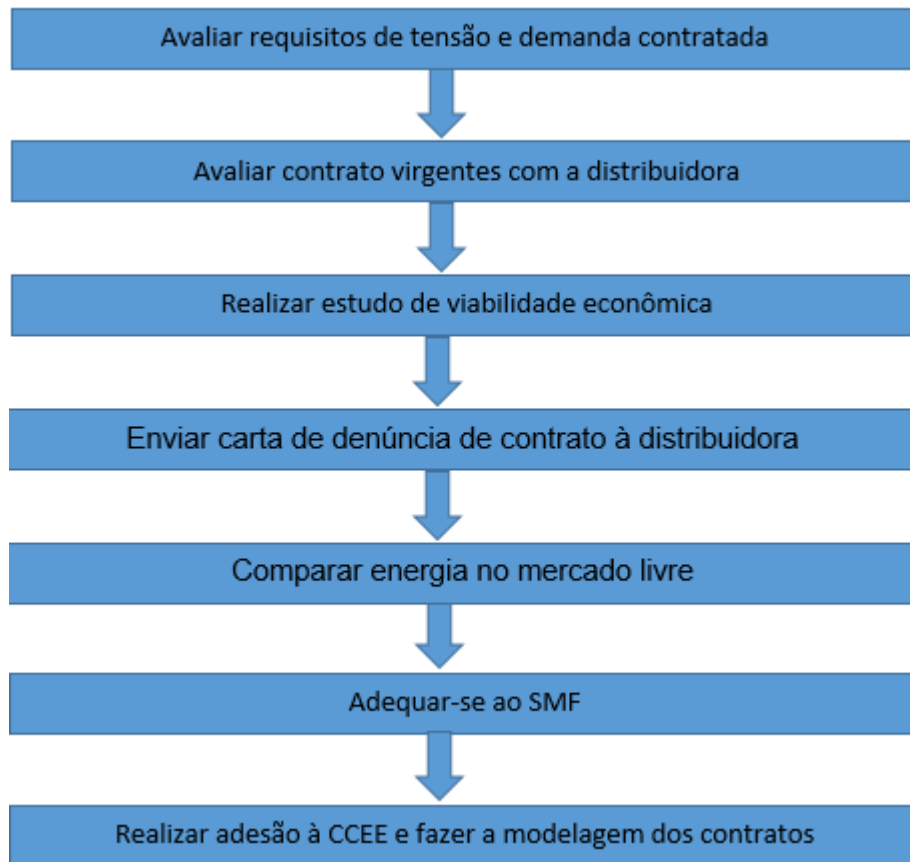 Avaliar requisitos de tensão e demanda contratada
Avaliar contrato virgentes com a distribuidora
Realizar estudo de viabilidade econômica
Enviar carta de denúncia de contrato à distribuidora
Comparar energia no mercado livre
Adequar-se ao SMF
Realizar adesão à CCEE e fazer a modelagem dos contratos